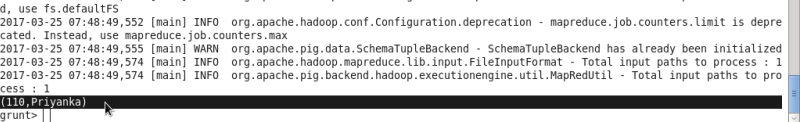 d, use fs.defaultFS
2017-03-25 07:48:49,552 [main] INFO  org.apache.hadoop.conf.Configuration.deprecation - mapreduce.job.counters.limit is depre
cated. Instead, use mapreduce.job.counters.max
2017-03-25 07:48:49,555 [main] WARN  org.apache.pig.data.SchemaTupleBackend - SchemaTupleBackend has already been initialized
2017-03-25 07:48:49,574 [main] INFO  org.apache.hadoop.mapreduce.lib.input.FileInputFormat - Total input paths to process : 1
2017-03-25 07:48:49,574 [main] INFO  org.apache.pig.backend.hadoop.executionengine.util.MapRedUtil - Total input paths to pro
cess : 1
(110,Priyanka)
grunt>